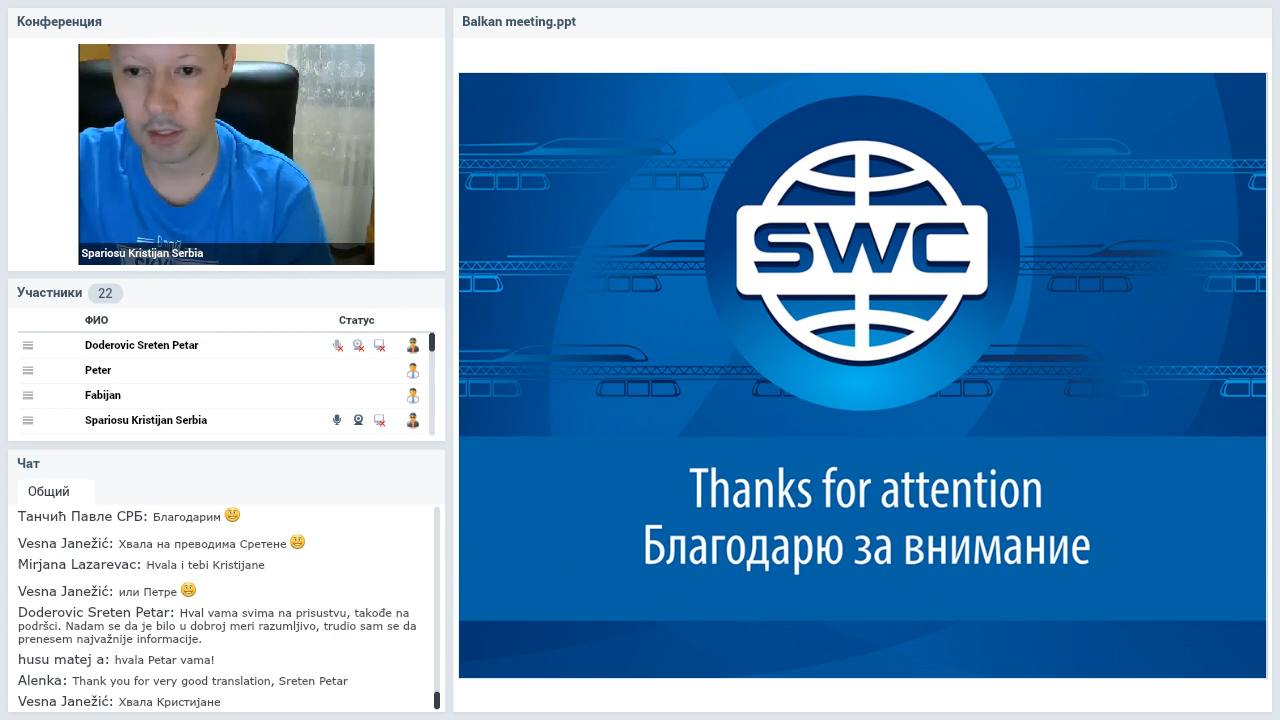 Конференция
Spariosu Kristijan Serbia
Участники 22
ФИО Статус
Doderovic Sreten Petar
Peter
Fabijan
Spariosu Kristijan Serbia
Чат
Общий
Танчић Павле СРБ: Благодарим
Vesna Janežić: Хвала на преводима Сретене
Mirjana Lazarevac: Hvala i tebi Kristijane
Vesna Janežić: или Петре
Doderovic Sreten Petar: Hval vama svima na prisustvu, takođe na
podršci. Nadam se da je bilo u dobroj meri razumljivo, trudio sam se da
prenesem najvažnije informacije.
husu matej a: hvala Petar vama!
Alenka: Thank you for very good translation, Sreten Petar
Vesna Janežić: Хвала Кристијане
Balkan meeting.ppt
SWC
Thanks for attention
Благодарю за внимание